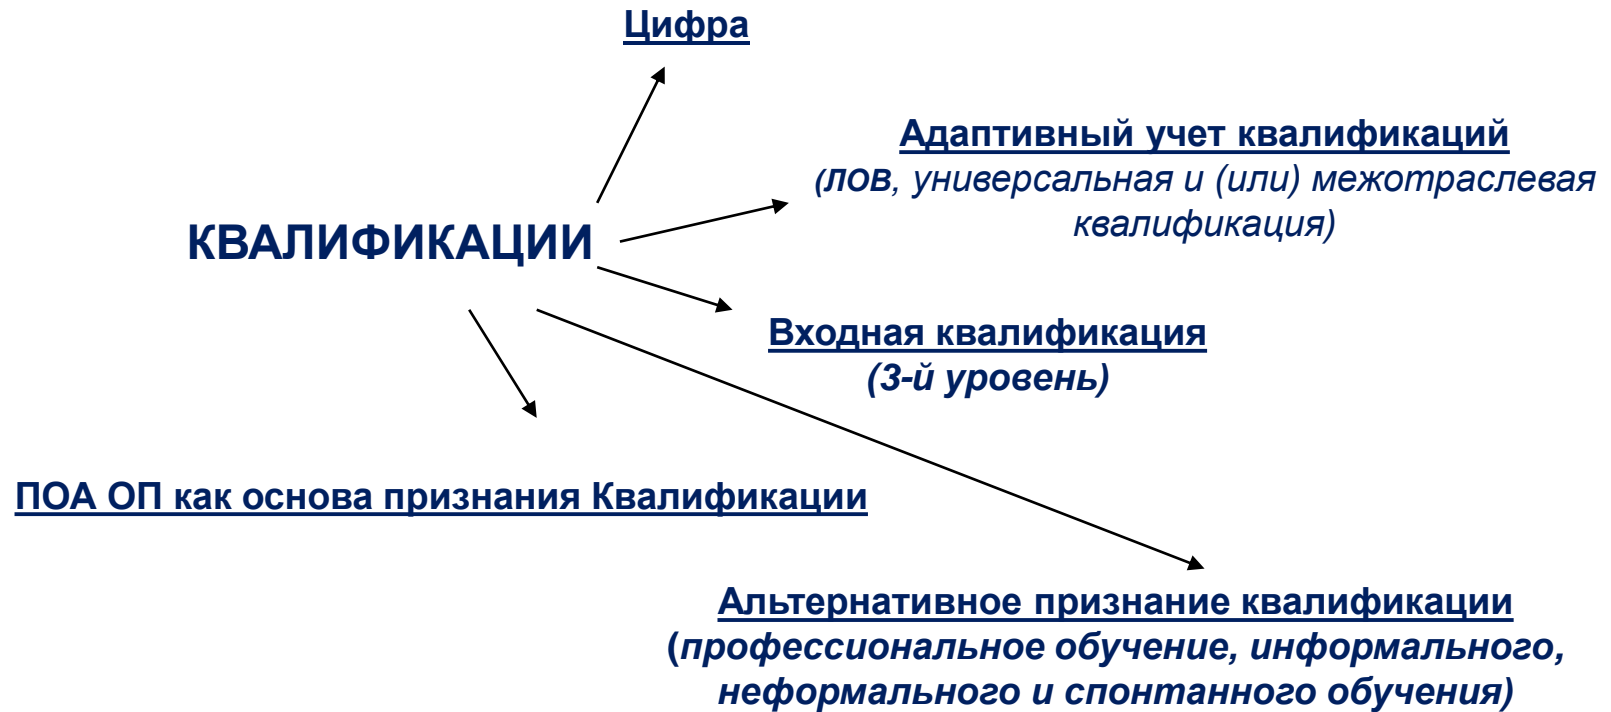 Цифра
Адаптивный учет квалификаций
(ЛОВ, универсальная и (или) межотраслевая
квалификация)
КВАЛИФИКАЦИИ
Входная квалификация
(3-й уровень)
ПОА ОП как основа признания Квалификации
Альтернативное признание квалификации
(профессиональное обучение, информального,
неформального и спонтанного обучения)